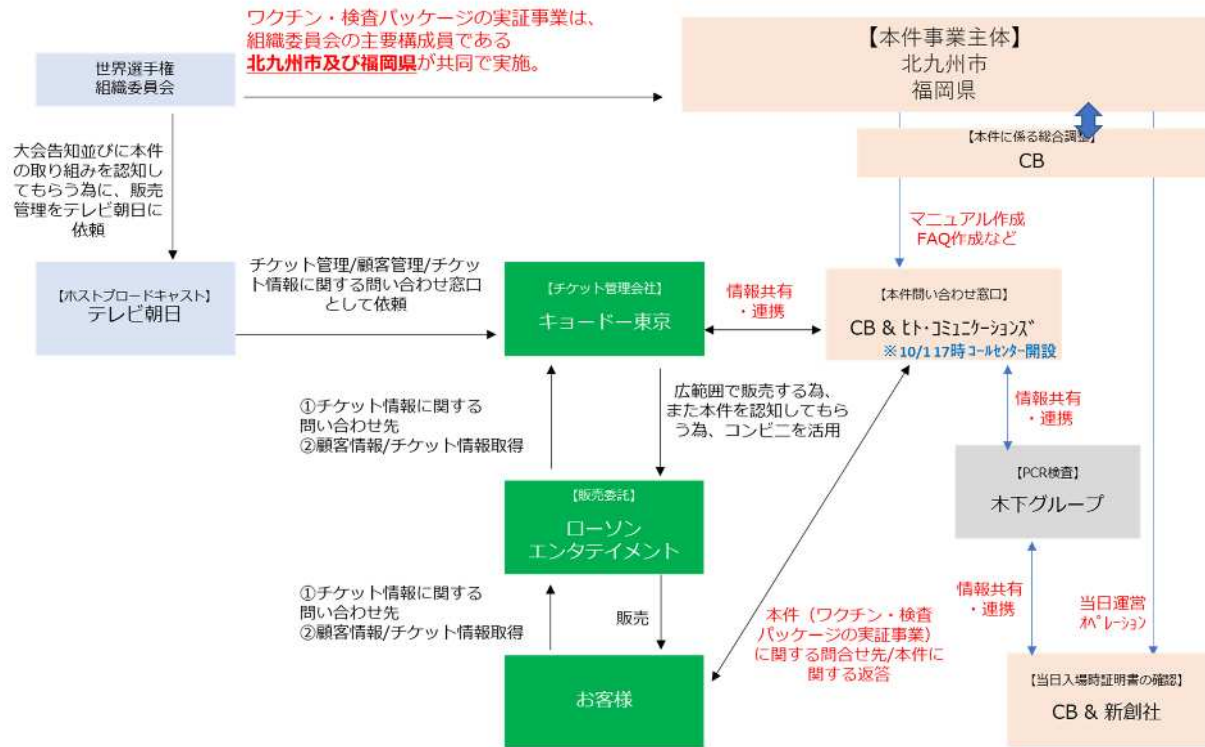 ワクチン・検査パッケージの実証事業は、
組織委員会の主要構成員である
北九州市及び福岡県が共同で実施。
世界選手権
組織委員会
【本件事業主体】
北九州市
福岡県
【本件に係る総合調整】
CB
大会告知並びに本件
の取り組みを認知し
てもらう為に、販売
管理をテレビ朝日に
依頼
マニュアル作成
FAQ作成など
【ホストブロードキャスト】
テレビ朝日
チケット管理/顧客管理/チケッ
ト情報に関する問い合わせ窓口
として依頼
【チケット管理会社】
キョードー東京
情報共有
・連携
【本件問い合わせ窓口】
CB & ﾋﾄ・ｺﾐｭﾆｹｰｼｮﾝｽﾞ
※10/1 17時 ｺｰﾙｾﾝﾀｰ開設
①チケット情報に関する
問い合わせ先
②顧客情報/チケット情報取得
広範囲で販売する為、
また本件を認知してもら
う為、コンビニを活用
情報共有
・連携
【販売委託】
ローソン
エンタテイメント
【PCR検査】
木下グループ
①チケット情報に関する
問い合わせ先
②顧客情報/チケット情報取得
販売
本件（ワクチン・検査
パッケージの実証事業）
に関する問合せ先/本件に
関する返答
情報共有
・連携
当日運営
ｵﾍﾟﾚｰｼｮﾝ
お客様
【当日入場時証明書の確認】
CB & 新創社